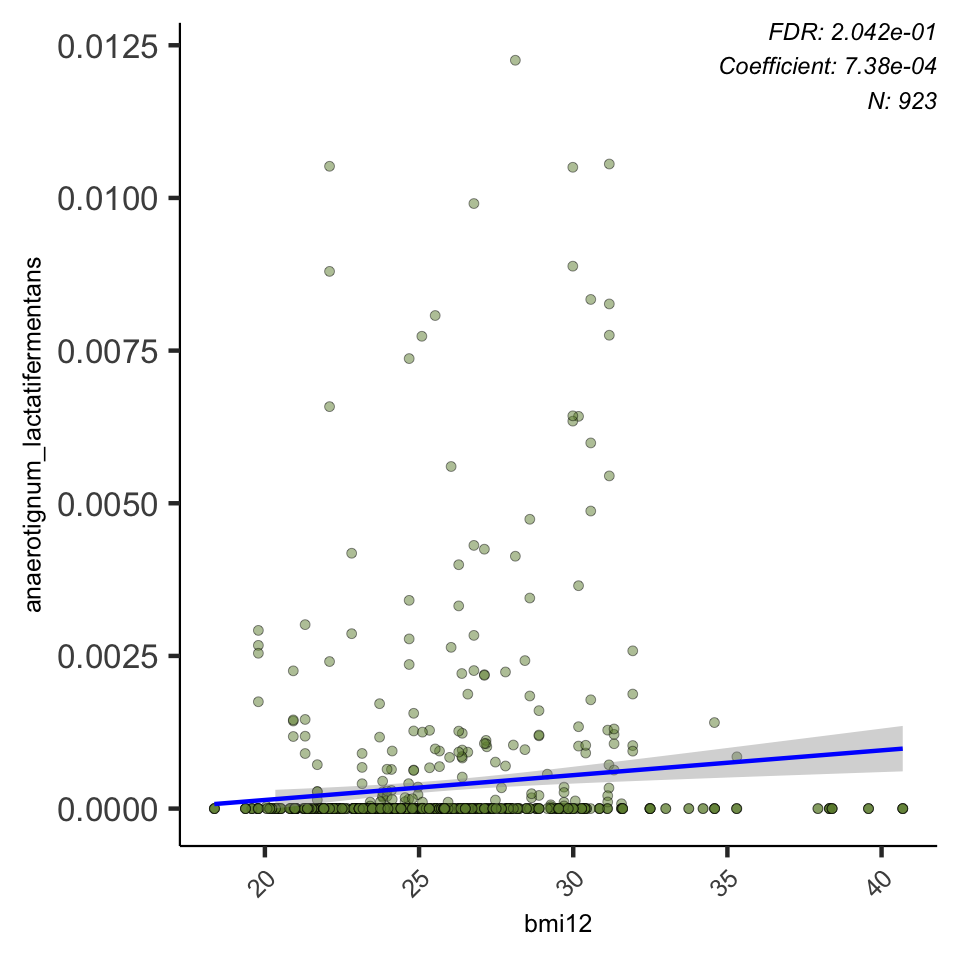 FDR: 2.042e-01
Coefficient: 7.38e-04
N: 923
0.0125
0.0100
0.0075
0.0050
0.0025
0.0000
anaerotignum_lactatifermentans
20
25
30
35
40
bmi12